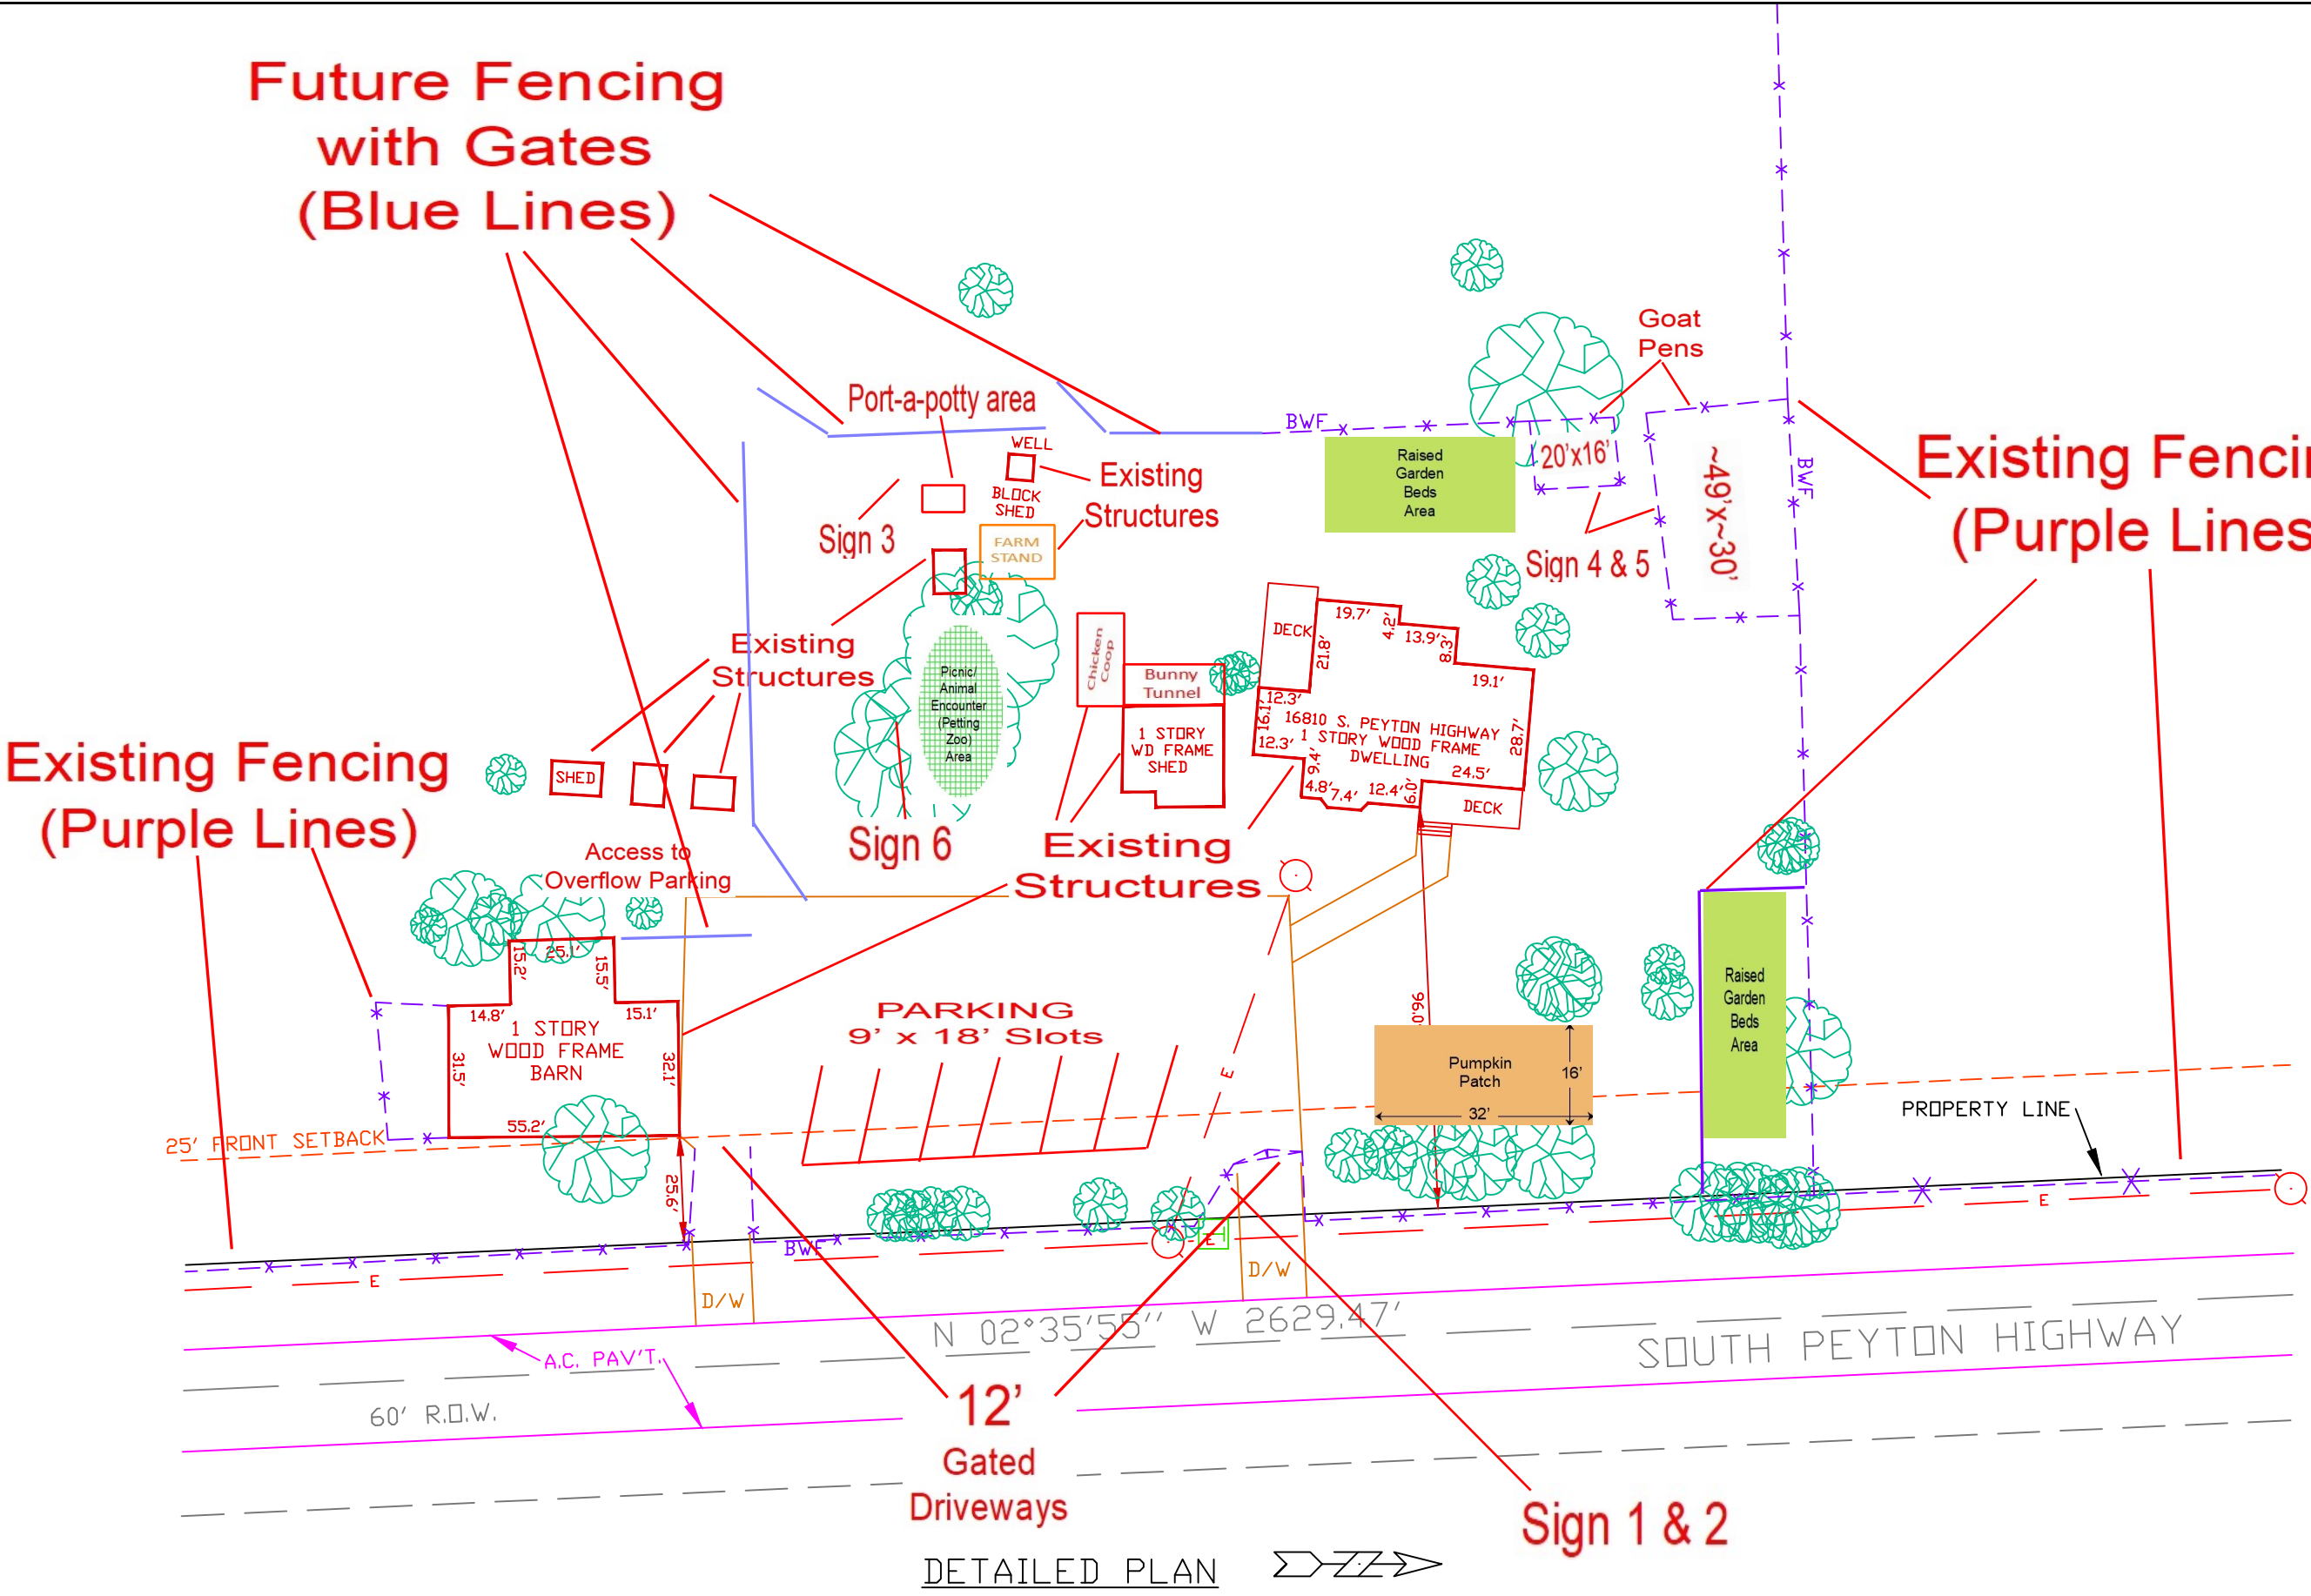 Future Fencing
with Gates
(Blue Lines)
Goat
Pens
Port-a-potty area
BWF
WELL
Existing
Structures
BLOCK
SHED
Sign 3
FARM
STAND
Raised
Garden
Beds
Area
20'x16'
~49'x~30'
BWF
Sign 4 & 5
Existing Fencin
(Purple Lines
Existing
Structures
Chicken
Coop
Bunny
Tunnel
1 STORY
WD FRAME
SHED
DECK
19.7'
4.2'
13.9'
8.3'
21.8'
19.1'
12.3'
16.1'
16810 S. PEYTON HIGHWAY
1 STORY WOOD FRAME
DWELLING
28.7'
12.3'
9.4'
4.8'
7.4'
12.4'
6.0'
24.5'
DECK
Picnic/
Animal
Encounter
(Petting
Zoo)
Area
Existing Fencing
(Purple Lines)
SHED
Sign 6
Existing
Structures
Access to
Overflow Parking
25.1'
15.2'
15.5'
14.8'
15.1'
1 STORY
WOOD FRAME
BARN
31.5'
32.1'
55.2'
PARKING
9' x 18' Slots
E
96.0'
Pumpkin
Patch
16'
32'
Raised
Garden
Beds
Area
PROPERTY LINE
25' FRONT SETBACK
25.6'
BWF
E
E
E
D/W
D/W
N 02°35'55" W 2629.47'
SOUTH PEYTON HIGHWAY
A.C. PAV'T.
60' R.O.W.
12'
Gated
Driveways
Sign 1 & 2
DETAILED PLAN